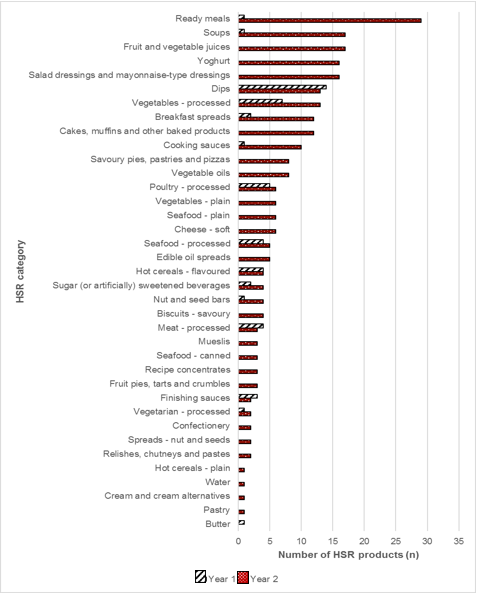 Ready meals
Soups
Fruit and vegetable juices
Yoghurt
Salad dressings and mayonnaise-type dressings
Dips
Vegetables - processed
Breakfast spreads
Cakes, muffins and other baked products
Cooking sauces
Savoury pies, pastries and pizzas
Vegetable oils
Poultry - processed
Vegetables - plain
Seafood - plain
Cheese - soft
Seafood - processed
Edible oil spreads
Hot cereals - flavoured
Sugar (or artificially) sweetened beverages
Nut and seed bars
Biscuits - savoury
Meat - processed
Mueslis
Seafood - canned
Recipe concentrates
Fruit pies, tarts and crumbles
Finishing sauces
Vegetarian - processed
Confectionery
Spreads - nut and seeds
Relishes, chutneys and pastes
Hot cereals - plain
Water
Cream and cream alternatives
Pastry
Butter
HSR category
0 5 10 15 20 25 30 35
Number of HSR products (n)
Year 1 Year 2